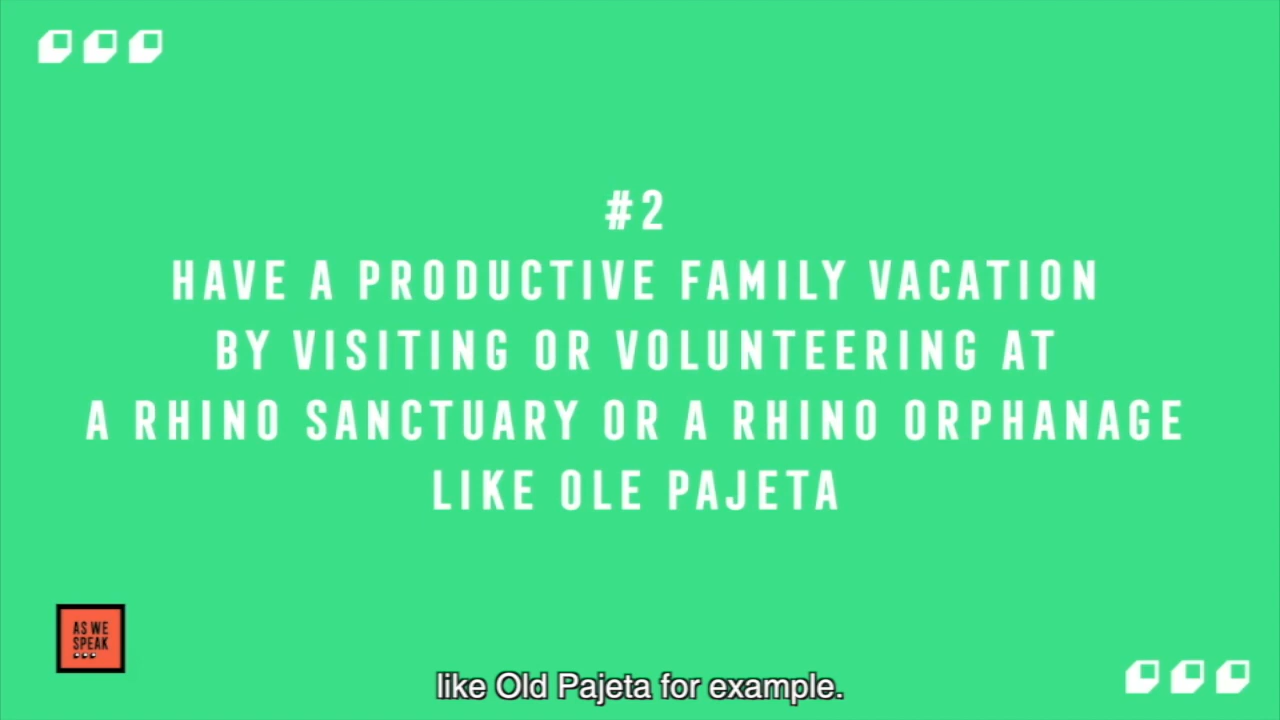 #2
HAVE A PRODUCTIVE FAMILY VACATION
BY VISITING OR VOLUNTEERING AT
A RHINO SANCTUARY OR A RHINO ORPHANAGE
LIKE OLE PAJETA
AS WE
SPEAK
like Old Pajeta for example.